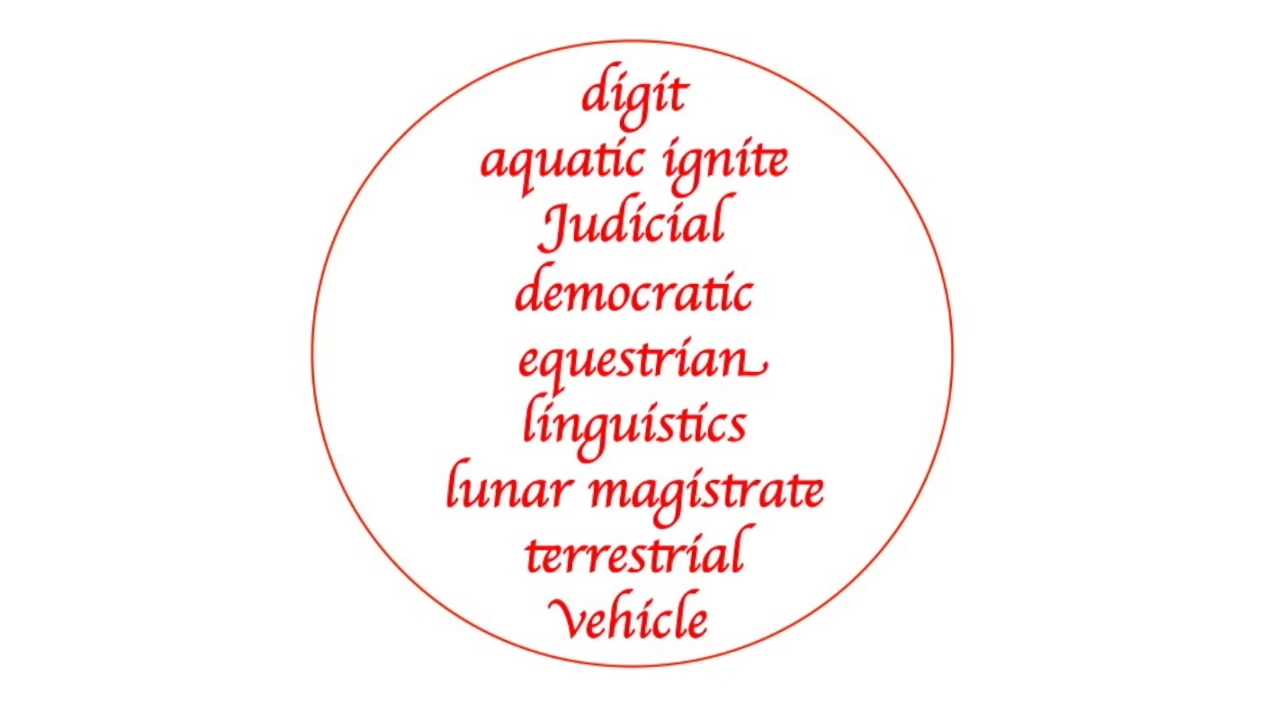 digit
aquatic ignite
Judicial
democratic
equestrian
linguistics
lunar magistrate
terrestrial
Vehicle